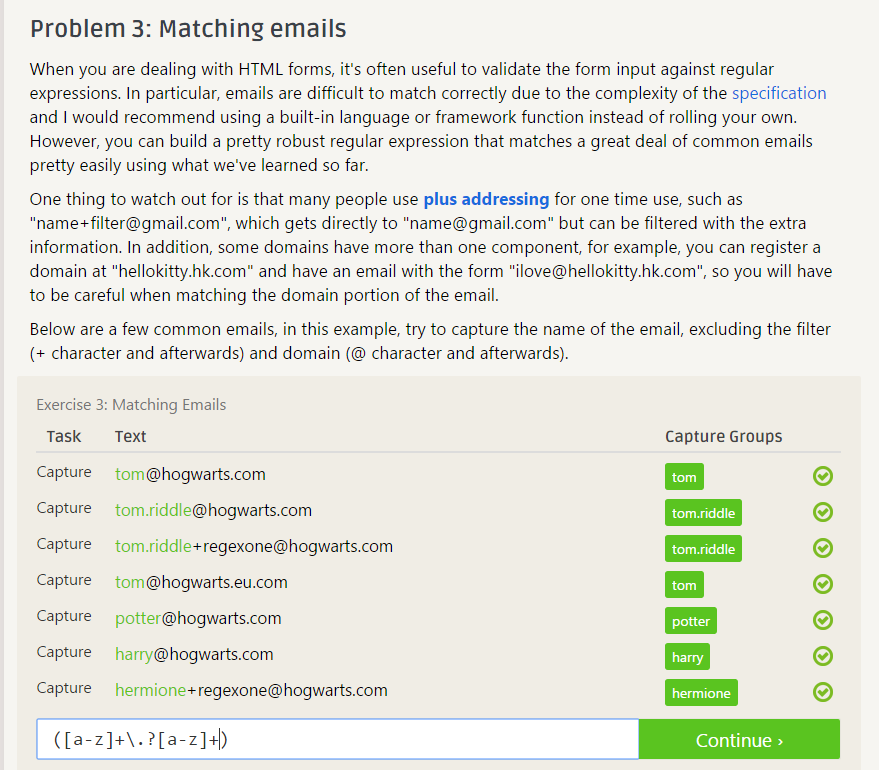 Problem 3: Matching emails
When you are dealing with HTML forms, it's often useful to validate the form input against regular
expressions. In particular, emails are difficult to match correctly due to the complexity of the specification
and I would recommend using a built-in language or framework function instead of rolling your own.
However, you can build a pretty robust regular expression that matches a great deal of common emails
pretty easily using what we've learned so far.
One thing to watch out for is that many people use plus addressing for one time use, such as
"name+filter@gmail.com", which gets directly to "name@gmail.com" but can be filtered with the extra
information. In addition, some domains have more than one component, for example, you can register a
domain at "hellokitty.hk.com" and have an email with the form "ilove@hellokitty.hk.com", so you will have
to be careful when matching the domain portion of the email.
Below are a few common emails, in this example, try to capture the name of the email, excluding the filter
(+ character and afterwards) and domain (@ character and afterwards).
Exercise 3: Matching Emails
Task Text Capture Groups
Capture tom@hogwarts.com tom
Capture tom.riddle@hogwarts.com tom.riddle
Capture tom.riddle+regexone@hogwarts.com tom.riddle
Capture tom@hogwarts.eu.com tom
Capture potter@hogwarts.com potter
Capture harry@hogwarts.com harry
Capture hermione+regexone@hogwarts.com hermione
([a-z]+\.?[a-z]+) Continue ›